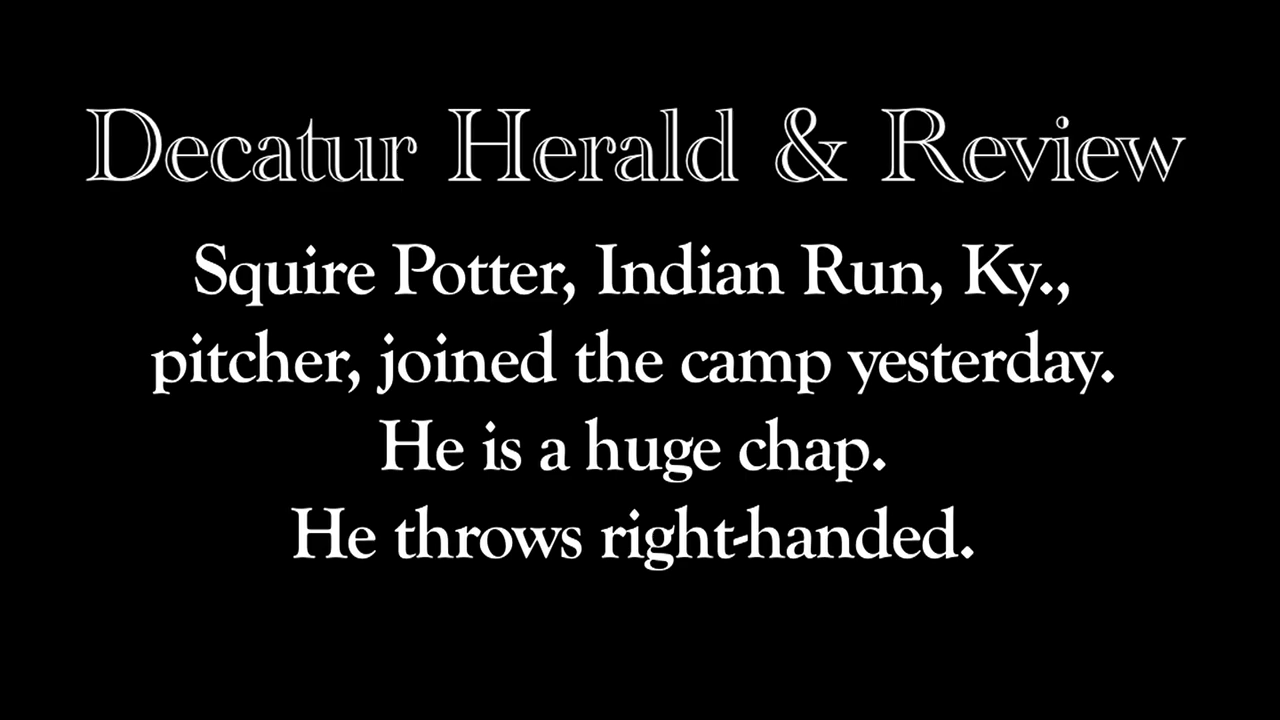 Decatur Herald & Review
Squire Potter, Indian Run, Ky.,
pitcher, joined the camp yesterday.
He is a huge chap.
He throws right-handed.